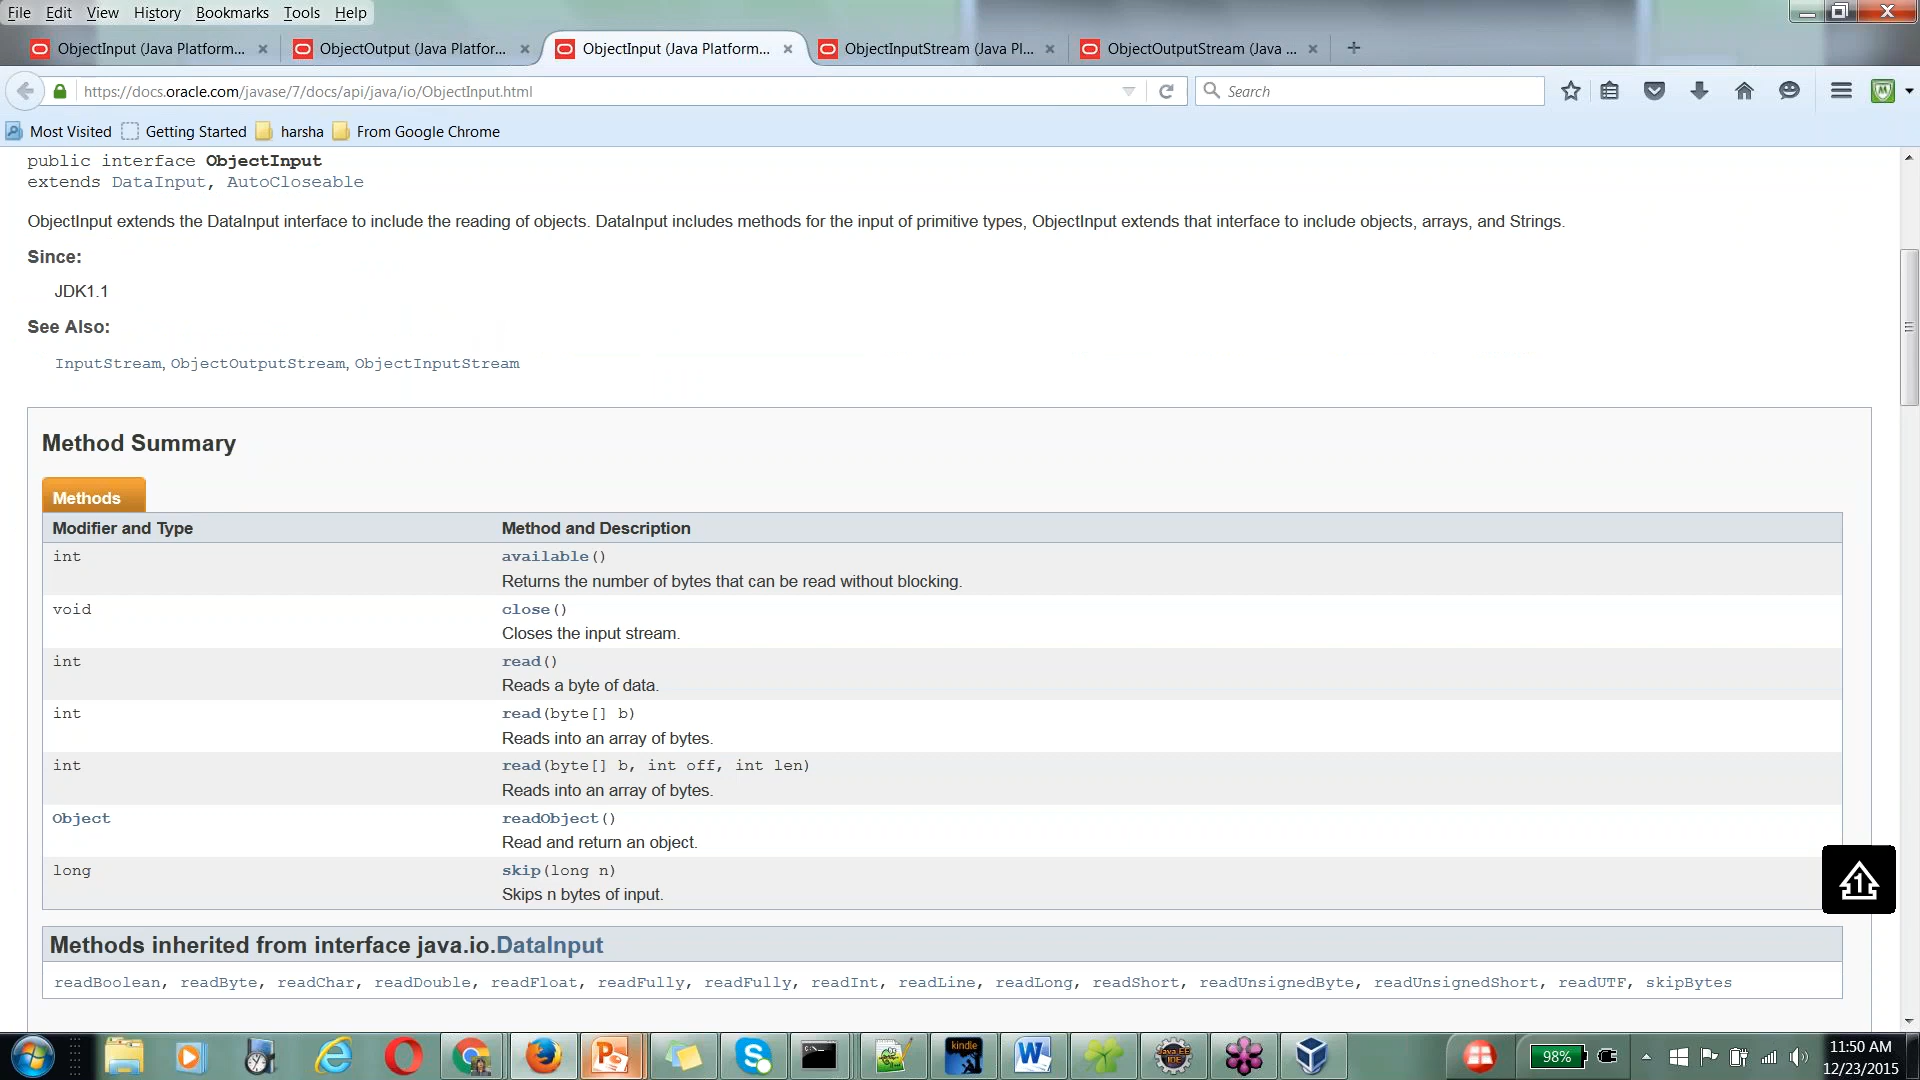 File Edit View History Bookmarks Tools Help
ObjectInput (Java Platform... ObjectOutput (Java Platfor... ObjectInput (Java Platform... ObjectInputStream (Java Pl... ObjectOutputStream (Java ...
https://docs.oracle.com/javase/7/docs/api/java/io/ObjectInput.html Search
Most Visited Getting Started harsha From Google Chrome
public interface ObjectInput
extends DataInput, AutoCloseable
ObjectInput extends the DataInput interface to include the reading of objects. DataInput includes methods for the input of primitive types, ObjectInput extends that interface to include objects, arrays, and Strings.
Since:
JDK1.1
See Also:
InputStream, ObjectOutputStream, ObjectInputStream
Method Summary
Methods
Modifier and Type Method and Description
int available()
Returns the number of bytes that can be read without blocking.
void close()
Closes the input stream.
int read()
Reads a byte of data.
int read(byte[] b)
Reads into an array of bytes.
int read(byte[] b, int off, int len)
Reads into an array of bytes.
Object readObject()
Read and return an object.
long skip(long n)
Skips n bytes of input.
1
Methods inherited from interface java.io.DataInput
readBoolean, readByte, readChar, readDouble, readFloat, readFully, readFully, readInt, readLine, readLong, readShort, readUnsignedByte, readUnsignedShort, readUTF, skipBytes
kindle
Java EE
IDE
98%
11:50 AM
12/23/2015